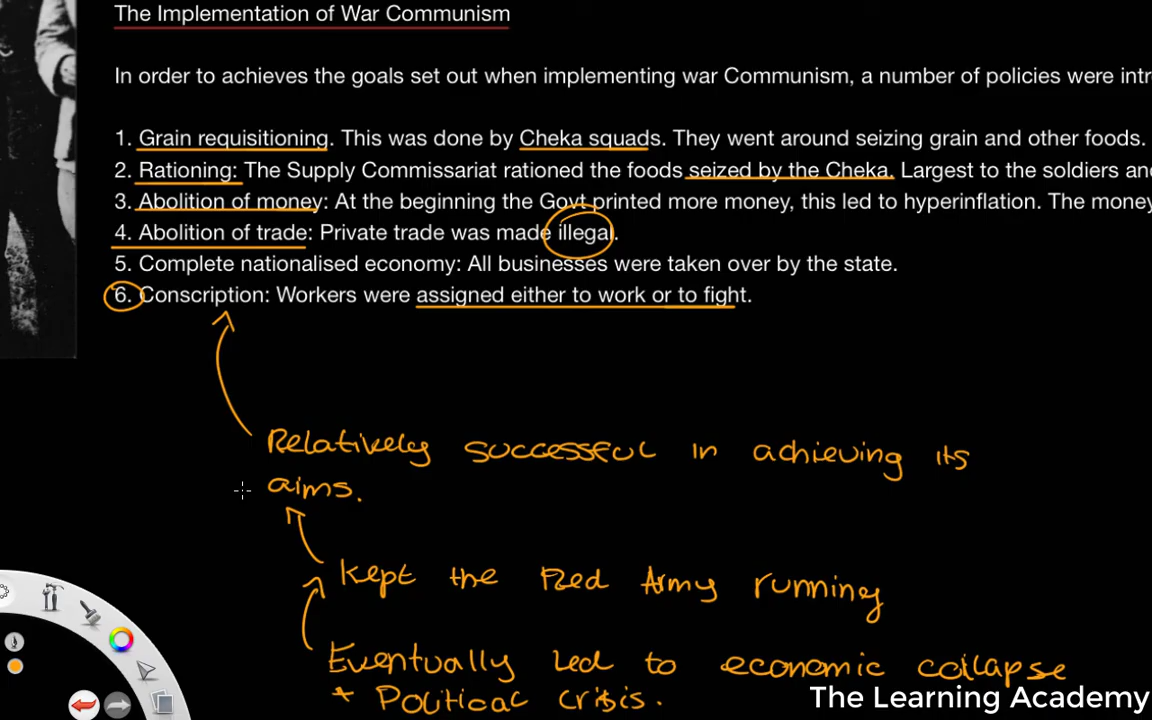 The Implementation of War Communism
In order to achieves the goals set out when implementing war Communism, a number of policies were intr
1. Grain requisitioning. This was done by Cheka squads. They went around seizing grain and other foods.
2. Rationing: The Supply Commissariat rationed the foods seized by the Cheka. Largest to the soldiers an
3. Abolition of money: At the beginning the Govt printed more money, this led to hyperinflation. The money
4. Abolition of trade: Private trade was made illegal.
5. Complete nationalised economy: All businesses were taken over by the state.
6. Conscription: Workers were assigned either to work or to fight.
Relatively successful in achieving its
aims.
Kept the Red Army running
Eventually led to economic collapse
+ Political crisis.
The Learning Academy